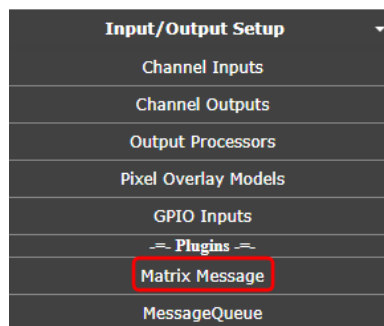 Input/Output Setup
Channel Inputs
Channel Outputs
Output Processors
Pixel Overlay Models
GPIO Inputs
-=- Plugins -=-
Matrix Message
MessageQueue